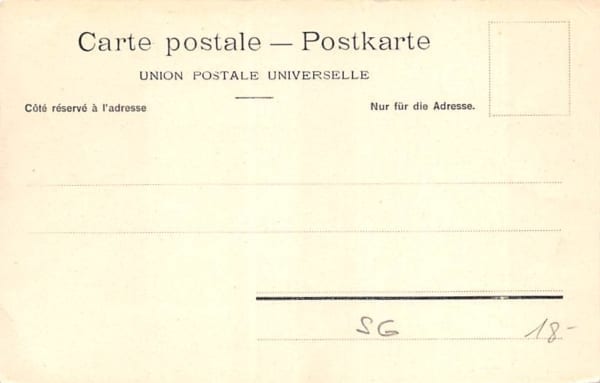 Carte postale — Postkarte
UNION POSTALE UNIVERSELLE
Côté réservé à l'adresse
Nur für die Adresse.
SG
18-